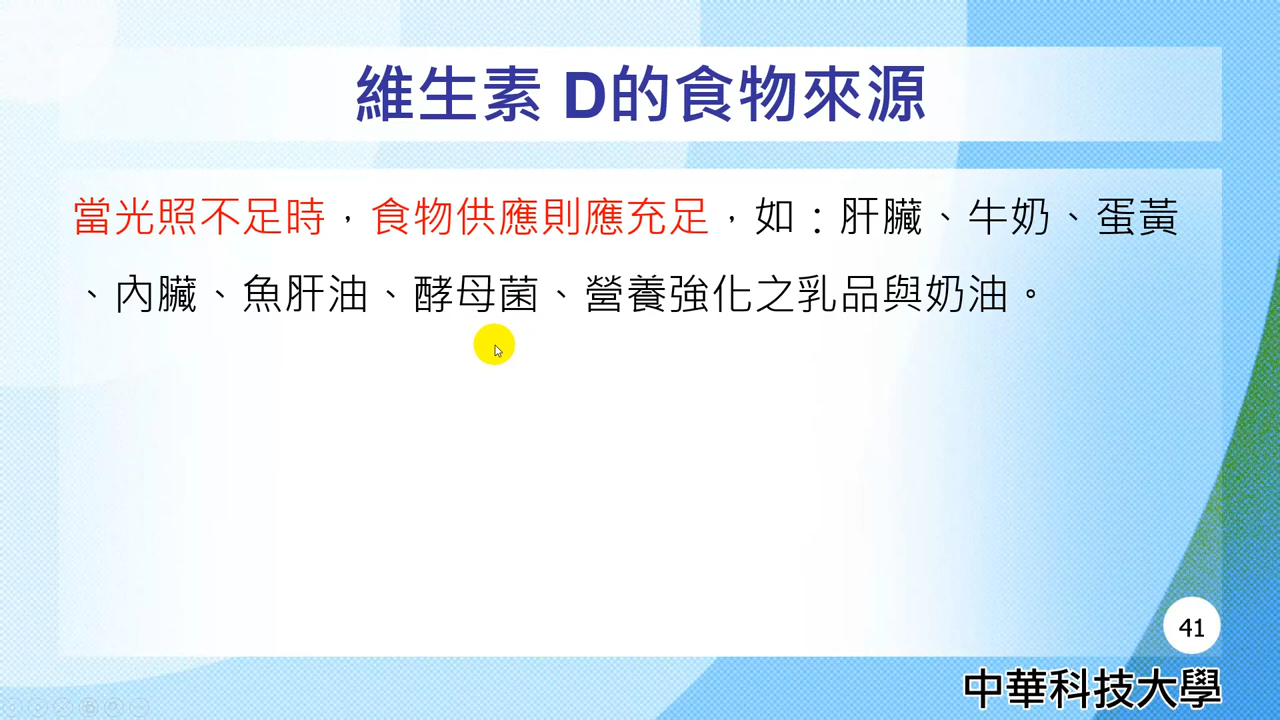 維生素 D的食物來源
當光照不足時，食物供應則應充足，如：肝臟、牛奶、蛋黃
、內臟、魚肝油、酵母菌、營養強化之乳品與奶油。
41
中華科技大學